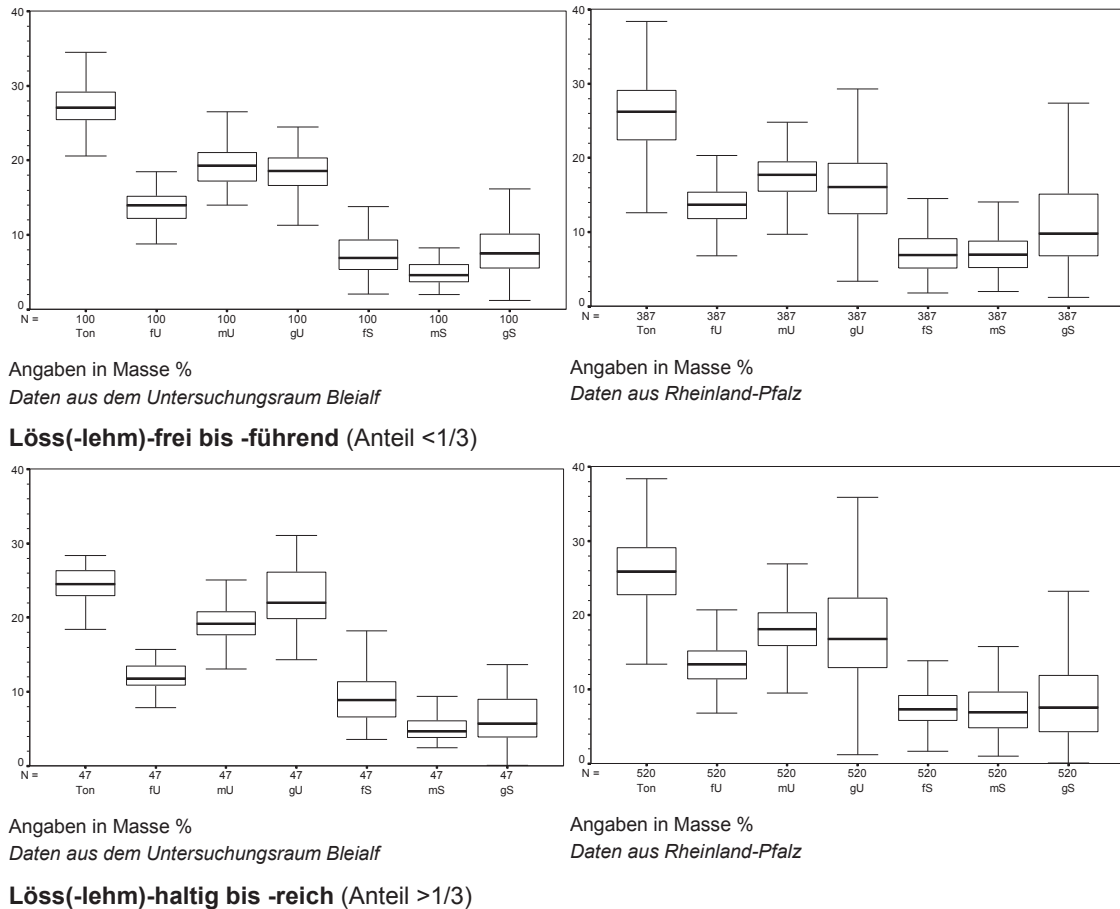 40
30
20
10
0
N = 100 100 100 100 100 100 100
Ton fU mU gU fS mS gS
Angaben in Masse %
Daten aus dem Untersuchungsraum Bleialf
40
30
20
10
0
N = 387 387 387 387 387 387 387
Ton fU mU gU fS mS gS
Angaben in Masse %
Daten aus Rheinland-Pfalz
Löss(-lehm)-frei bis -führend (Anteil <1/3)
40
30
20
10
0
N = 47 47 47 47 47 47 47
Ton fU mU gU fS mS gS
Angaben in Masse %
Daten aus dem Untersuchungsraum Bleialf
40
30
20
10
0
N = 520 520 520 520 520 520 520
Ton fU mU gU fS mS gS
Angaben in Masse %
Daten aus Rheinland-Pfalz
Löss(-lehm)-haltig bis -reich (Anteil >1/3)